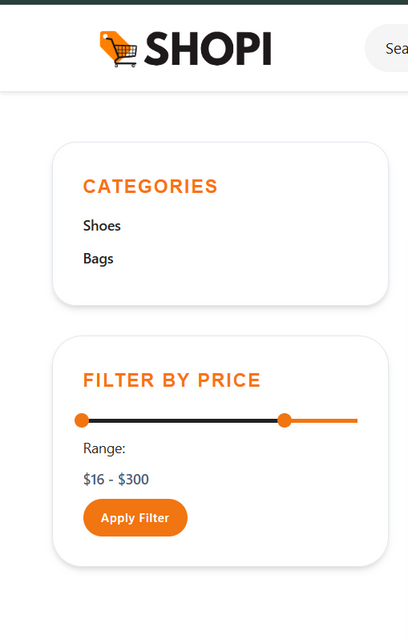 SHOPI
Sea
CATEGORIES
Shoes
Bags
FILTER BY PRICE
Range:
$16 - $300
Apply Filter